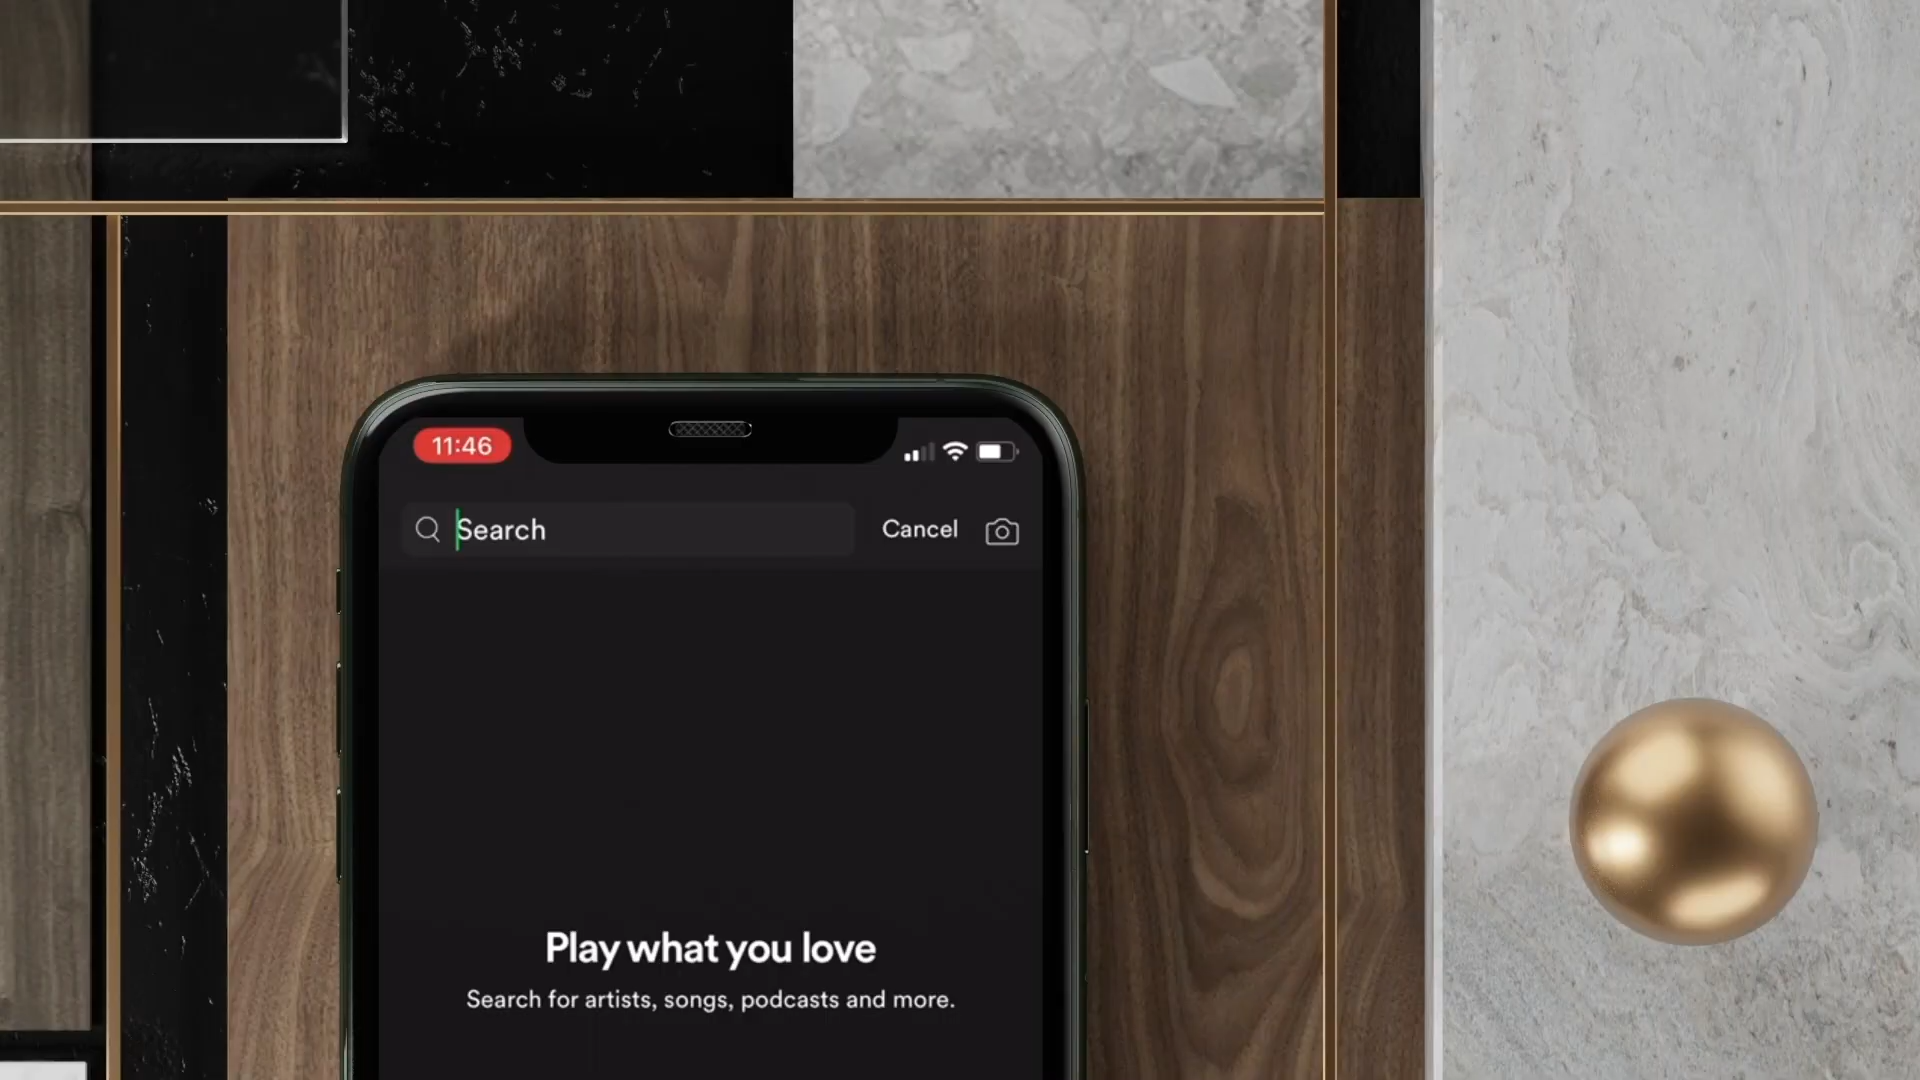 11:46
Search
Cancel
Play what you love
Search for artists, songs, podcasts and more.